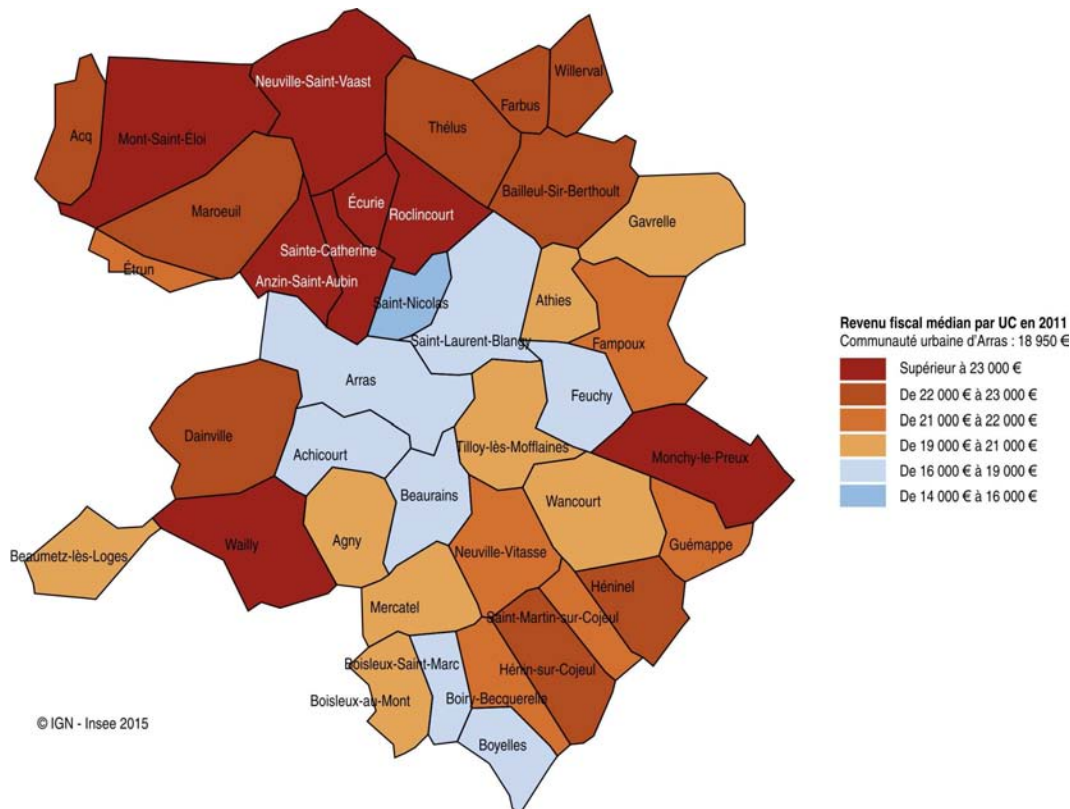 Neuville-Saint-Vaast
Willerval
Farbus
Thélus
Acq
Mont-Saint-Éloi
Bailleul-Sir-Berthoult
Écurie
Maroeuil
Roclincourt
Gavrelle
Sainte-Catherine
Étrun
Anzin-Saint-Aubin
Saint-Nicolas
Athies
Saint-Laurent-Blangy
Fampoux
Arras
Feuchy
Dainville
Tilloy-lès-Mofflaines
Achicourt
Monchy-le-Preux
Beaurains
Wancourt
Wailly
Agny
Guémappe
Beaumetz-lès-Loges
Neuville-Vitasse
Héninel
Mercatel
Saint-Martin-sur-Cojeul
Boisleux-Saint-Marc
Hénin-sur-Cojeul
Boisleux-au-Mont
Boiry-Becquerelle
Boyelles
Revenu fiscal médian par UC en 2011
Communauté urbaine d'Arras : 18 950 €
Supérieur à 23 000 €
De 22 000 € à 23 000 €
De 21 000 € à 22 000 €
De 19 000 € à 21 000 €
De 16 000 € à 19 000 €
De 14 000 € à 16 000 €
© IGN - Insee 2015